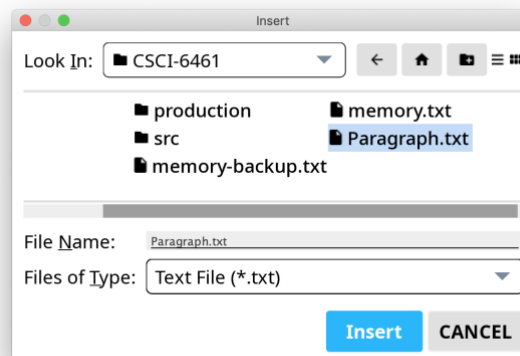 Insert
Look In: CSCI-6461
production memory.txt
src Paragraph.txt
memory-backup.txt
File Name: Paragraph.txt
Files of Type: Text File (*.txt)
Insert CANCEL